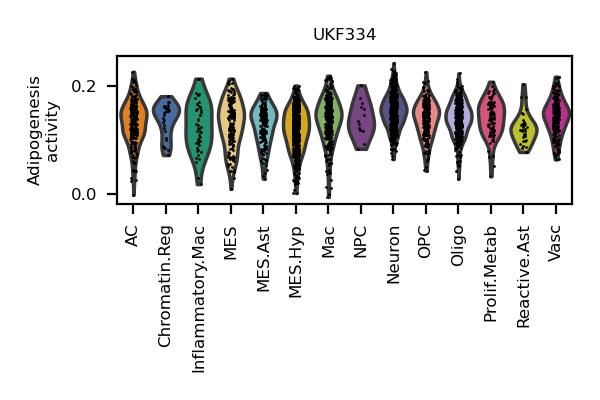 UKF334
Adipogenesis
activity
0.2
0.0
AC
Chromatin.Reg
Inflammatory.Mac
MES
MES.Ast
MES.Hyp
Mac
NPC
Neuron
OPC
Oligo
Prolif.Metab
Reactive.Ast
Vasc